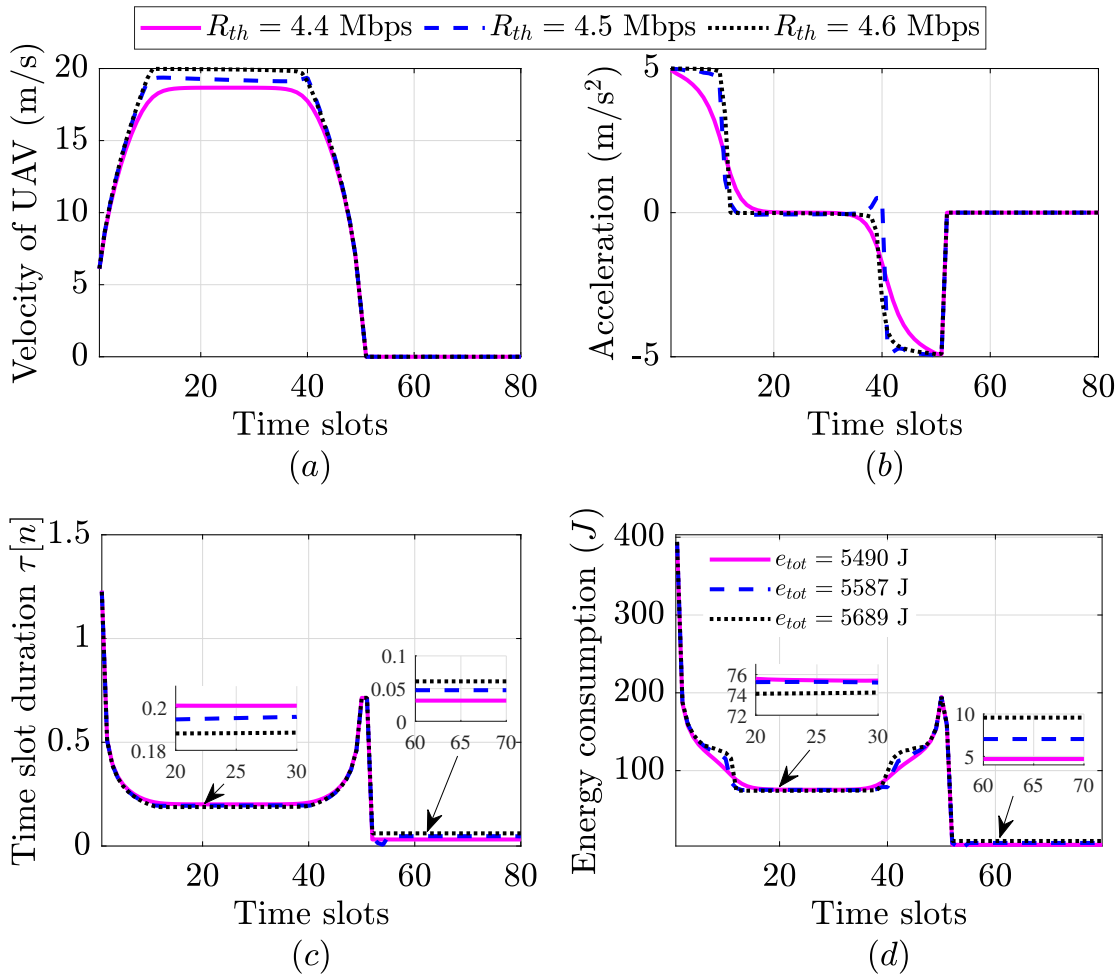 R_th = 4.4 Mbps R_th = 4.5 Mbps R_th = 4.6 Mbps
Velocity of UAV (m/s)
20
15
10
5
0
20 40 60 80
Time slots
(a)
Acceleration (m/s²)
5
0
-5
20 40 60 80
Time slots
(b)
Time slot duration τ[n]
1.5
1
0.5
0
0.2
0.18
20 25 30
0.1
0.05
0
60 65 70
20 40 60 80
Time slots
(c)
Energy consumption (J)
400
300
200
100
e_tot = 5490 J
e_tot = 5587 J
e_tot = 5689 J
76
74
72
20 25 30
10
5
60 65 70
20 40 60
Time slots
(d)